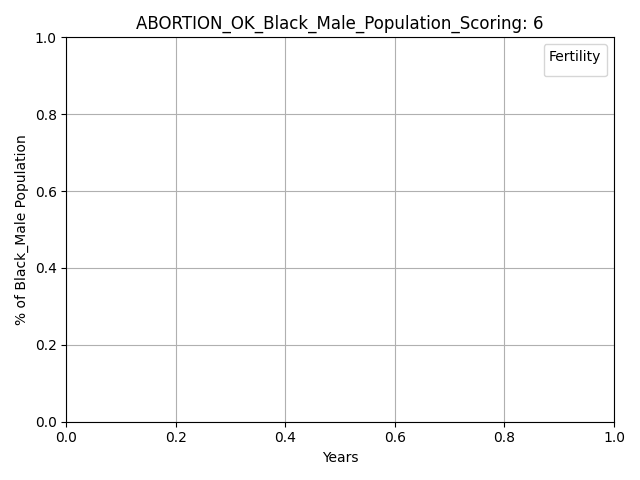 ABORTION_OK_Black_Male_Population_Scoring: 6
Fertility
% of Black_Male Population
1.0
0.8
0.6
0.4
0.2
0.0
0.0 0.2 0.4 0.6 0.8 1.0
Years